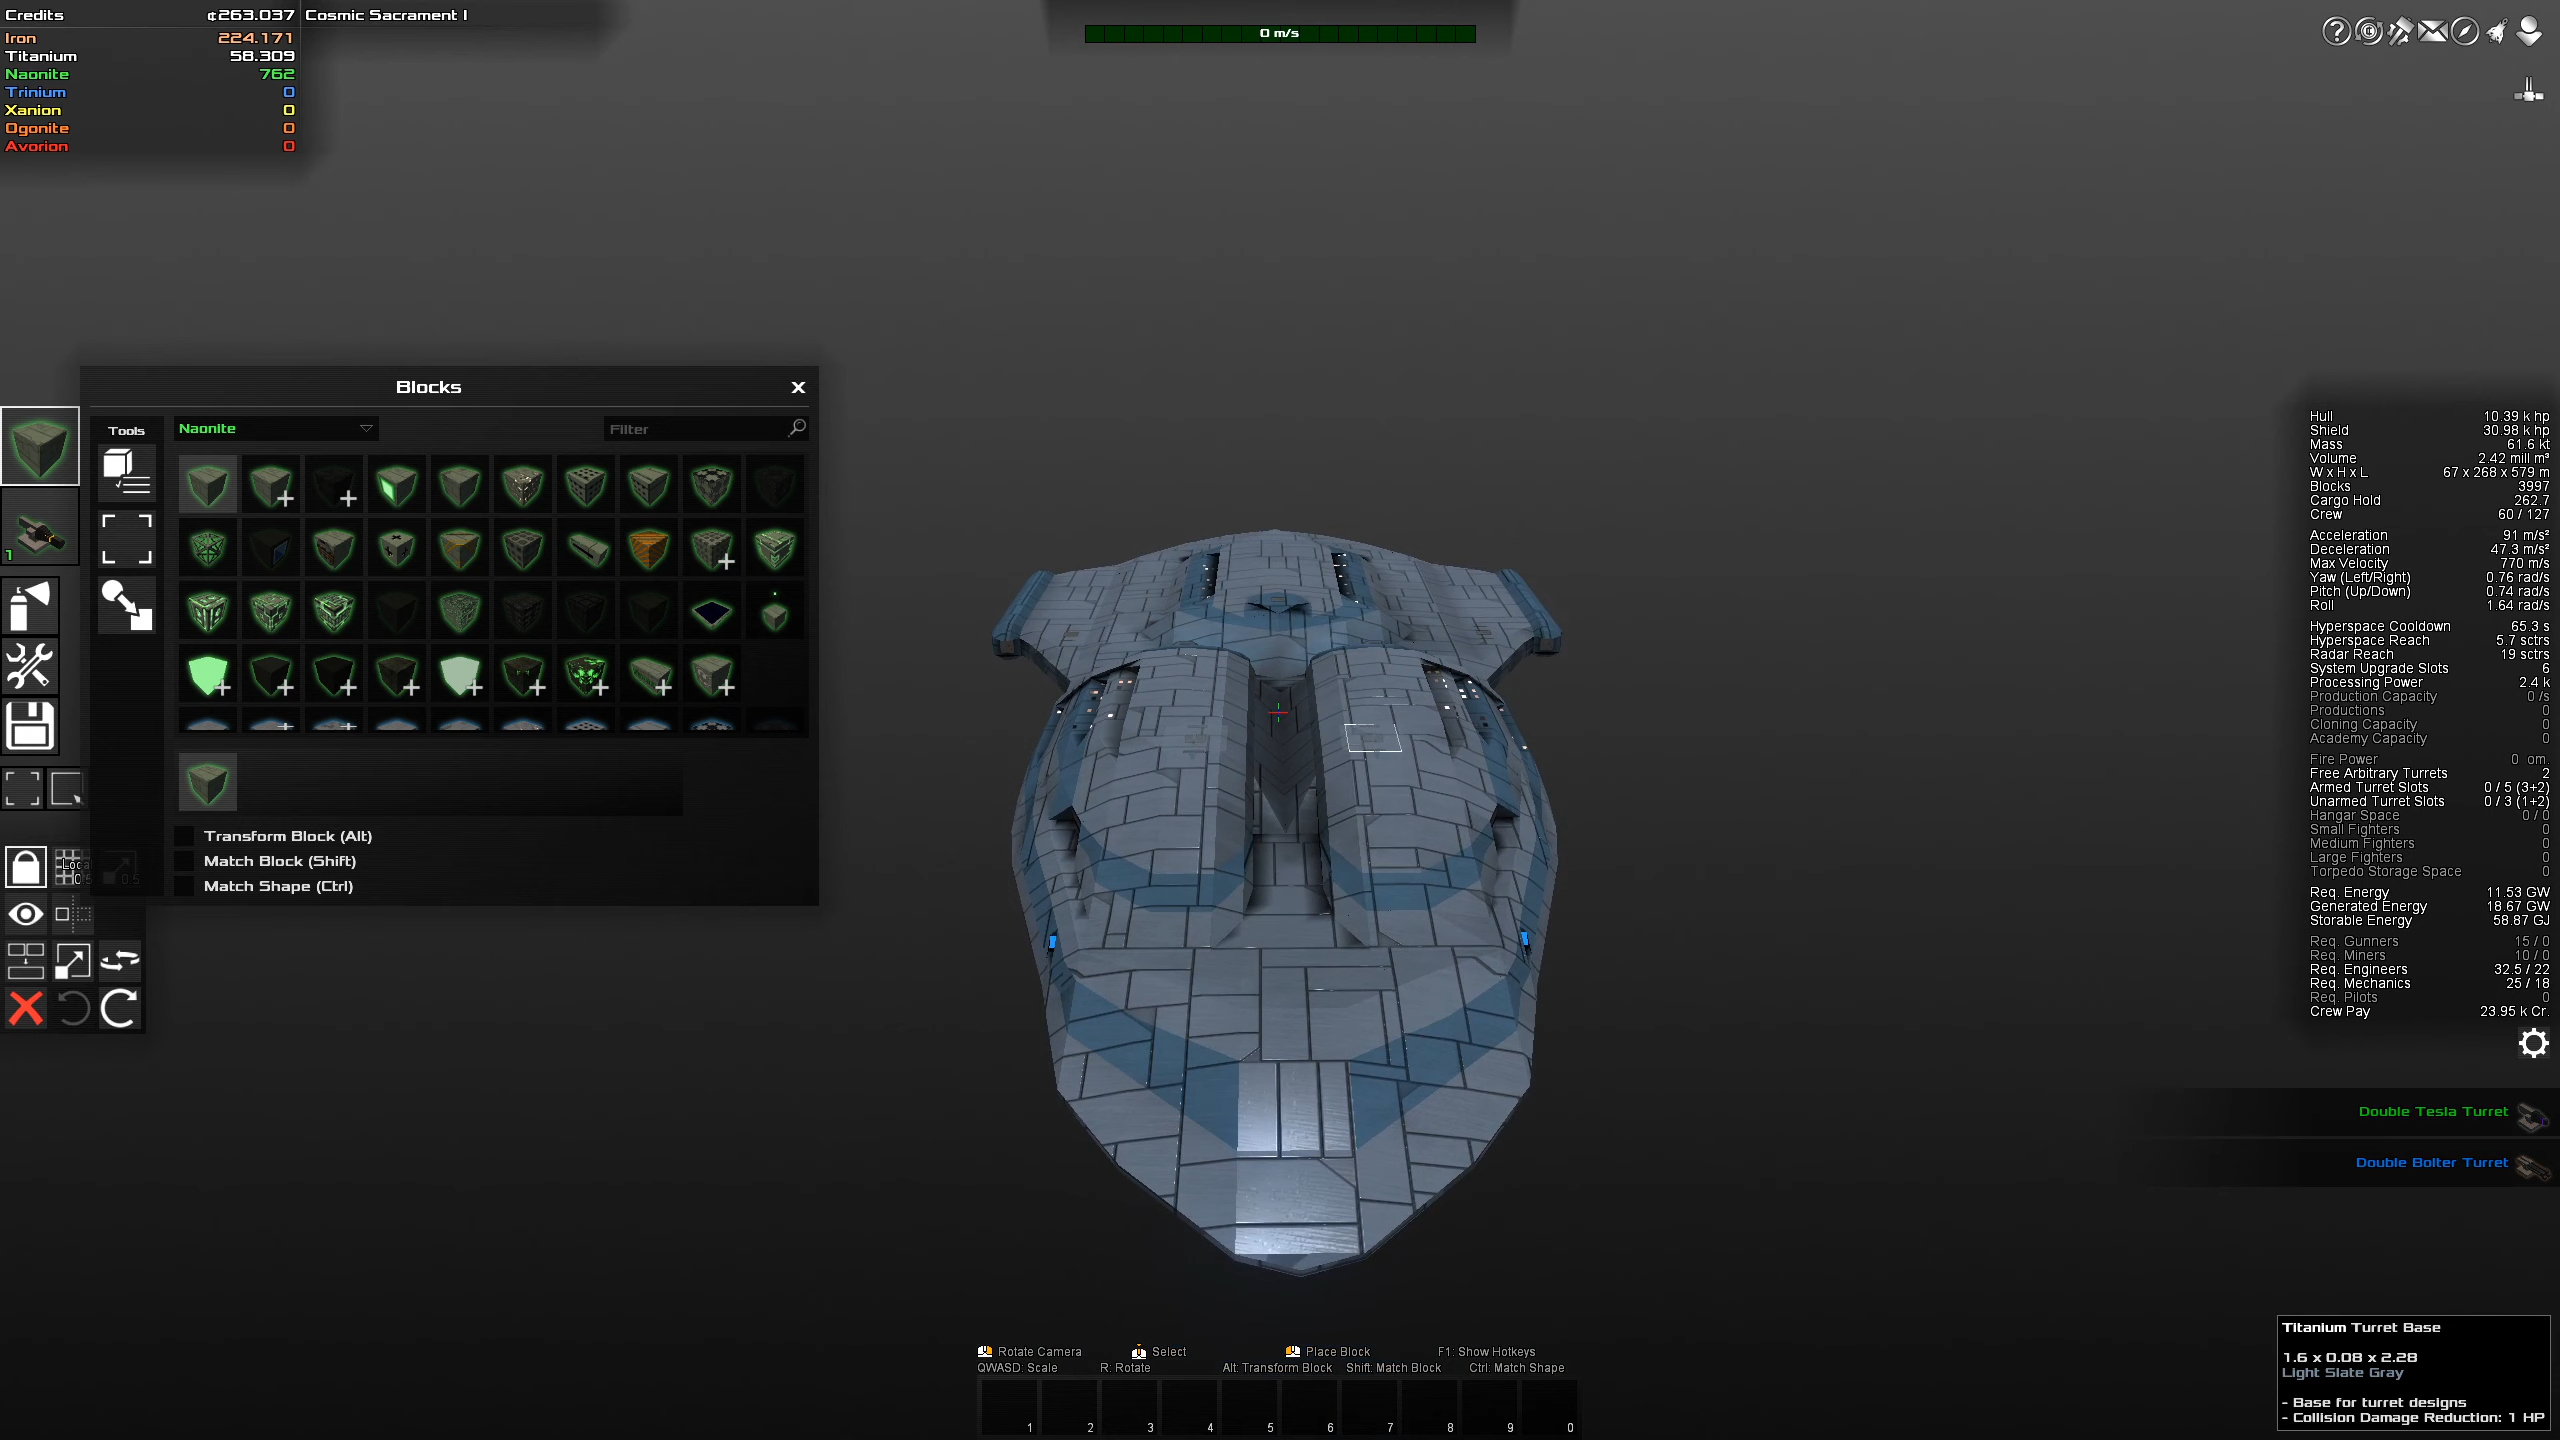 Credits ¢263.037 Cosmic Sacrament I
Iron 224.171
Titanium 58.309
Naonite 762
Trinium 0
Xanion 0
Ogonite 0
Avorion 0
0 m/s
Blocks X
Tools
Naonite
Filter
1
Transform Block (Alt)
Match Block (Shift)
Match Shape (Ctrl)
Hull 10.39 k hp
Shield 30.98 k hp
Mass 61.6 kt
Volume 2.42 mill m³
W x H x L 67 x 268 x 579 m
Blocks 3997
Cargo Hold 262.7
Crew 60 / 127
Acceleration 91 m/s²
Deceleration 47.3 m/s²
Max Velocity 770 m/s
Yaw (Left/Right) 0.76 rad/s
Pitch (Up/Down) 0.74 rad/s
Roll 1.64 rad/s
Hyperspace Cooldown 65.3 s
Hyperspace Reach 5.7 sctrs
Radar Reach 19 sctrs
System Upgrade Slots 6
Processing Power 2.4 k
Production Capacity 0 /s
Productions 0
Cloning Capacity 0
Academy Capacity 0
Fire Power 0 om.
Free Arbitrary Turrets 2
Armed Turret Slots 0 / 5 (3+2)
Unarmed Turret Slots 0 / 3 (1+2)
Hangar Space 0 / 0
Small Fighters 0
Medium Fighters 0
Large Fighters 0
Torpedo Storage Space 0
Req. Energy 11.53 GW
Generated Energy 18.67 GW
Storable Energy 58.87 GJ
Req. Gunners 15 / 0
Req. Miners 10 / 0
Req. Engineers 32.5 / 22
Req. Mechanics 25 / 18
Req. Pilots 0
Crew Pay 23.95 k Cr.
Double Tesla Turret
Double Bolter Turret
Rotate Camera Select Place Block F1: Show Hotkeys
QWASD: Scale R: Rotate Alt: Transform Block Shift: Match Block Ctrl: Match Shape
1 2 3 4 5 6 7 8 9 0
Titanium Turret Base
1.6 x 0.08 x 2.28
Light Slate Gray
- Base for turret designs
- Collision Damage Reduction: 1 HP